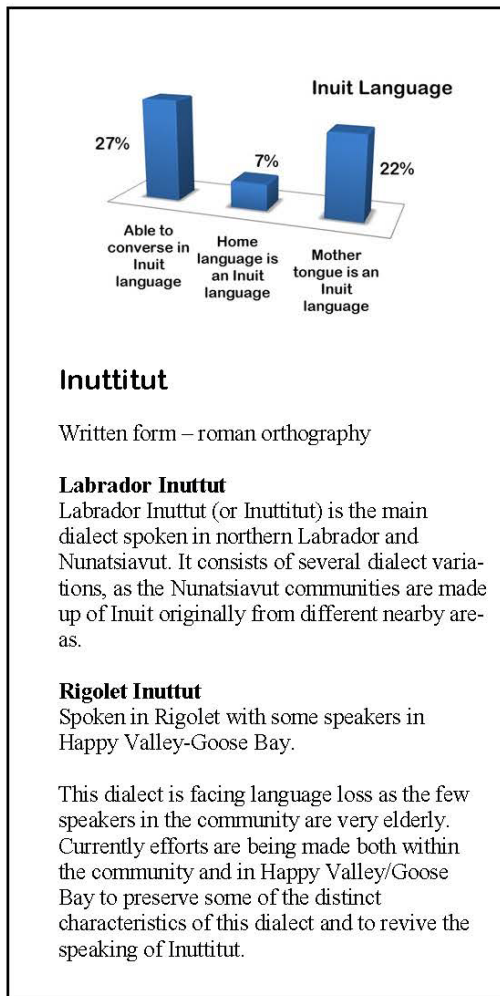 Inuit Language
27%
7%
22%
Able to
converse in
Inuit
language
Home
language is
an Inuit
language
Mother
tongue is an
Inuit
language
Inuttitut
Written form – roman orthography
Labrador Inuttut
Labrador Inuttut (or Inuttitut) is the main
dialect spoken in northern Labrador and
Nunatsiavut. It consists of several dialect varia-
tions, as the Nunatsiavut communities are made
up of Inuit originally from different nearby are-
as.
Rigolet Inuttut
Spoken in Rigolet with some speakers in
Happy Valley-Goose Bay.
This dialect is facing language loss as the few
speakers in the community are very elderly.
Currently efforts are being made both within
the community and in Happy Valley/Goose
Bay to preserve some of the distinct
characteristics of this dialect and to revive the
speaking of Inuttitut.